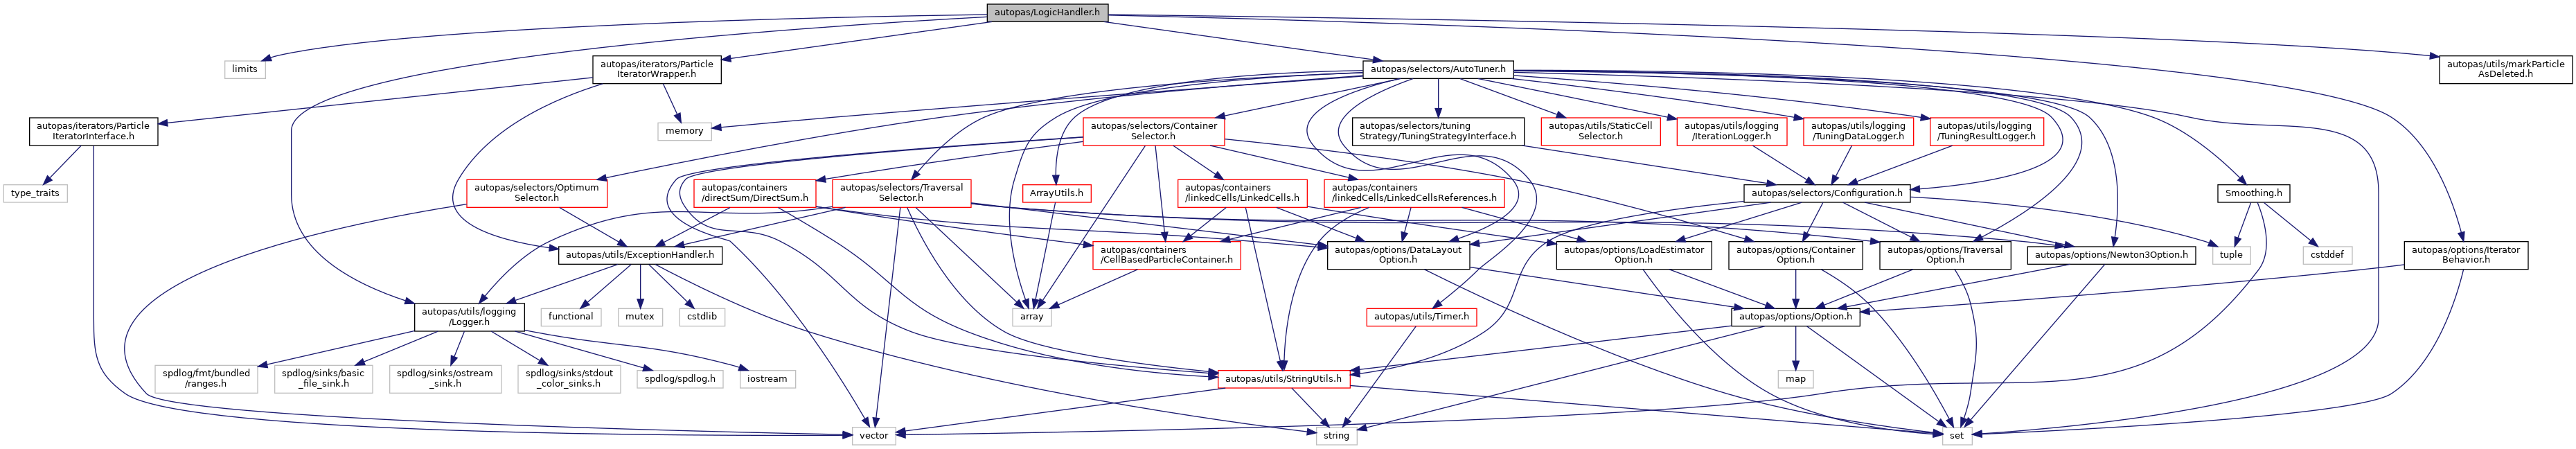 autopas/LogicHandler.h
limits
autopas/iterators/Particle
IteratorWrapper.h
autopas/selectors/AutoTuner.h
autopas/utils/markParticle
AsDeleted.h
autopas/iterators/Particle
IteratorInterface.h
memory
autopas/selectors/Container
Selector.h
autopas/selectors/tuning
Strategy/TuningStrategyInterface.h
autopas/utils/StaticCell
Selector.h
autopas/utils/logging
/IterationLogger.h
autopas/utils/logging
/TuningDataLogger.h
autopas/utils/logging
/TuningResultLogger.h
type_traits
autopas/selectors/Optimum
Selector.h
autopas/containers
/directSum/DirectSum.h
autopas/selectors/Traversal
Selector.h
ArrayUtils.h
autopas/containers
/linkedCells/LinkedCells.h
autopas/containers
/linkedCells/LinkedCellsReferences.h
autopas/selectors/Configuration.h
Smoothing.h
autopas/utils/ExceptionHandler.h
autopas/containers
/CellBasedParticleContainer.h
autopas/options/DataLayout
Option.h
autopas/options/LoadEstimator
Option.h
autopas/options/Container
Option.h
autopas/options/Traversal
Option.h
autopas/options/Newton3Option.h
tuple
cstddef
autopas/options/Iterator
Behavior.h
autopas/utils/logging
/Logger.h
functional
mutex
cstdlib
array
autopas/utils/Timer.h
autopas/options/Option.h
spdlog/fmt/bundled
/ranges.h
spdlog/sinks/basic
_file_sink.h
spdlog/sinks/ostream
_sink.h
spdlog/sinks/stdout
_color_sinks.h
spdlog/spdlog.h
iostream
autopas/utils/StringUtils.h
map
vector
string
set